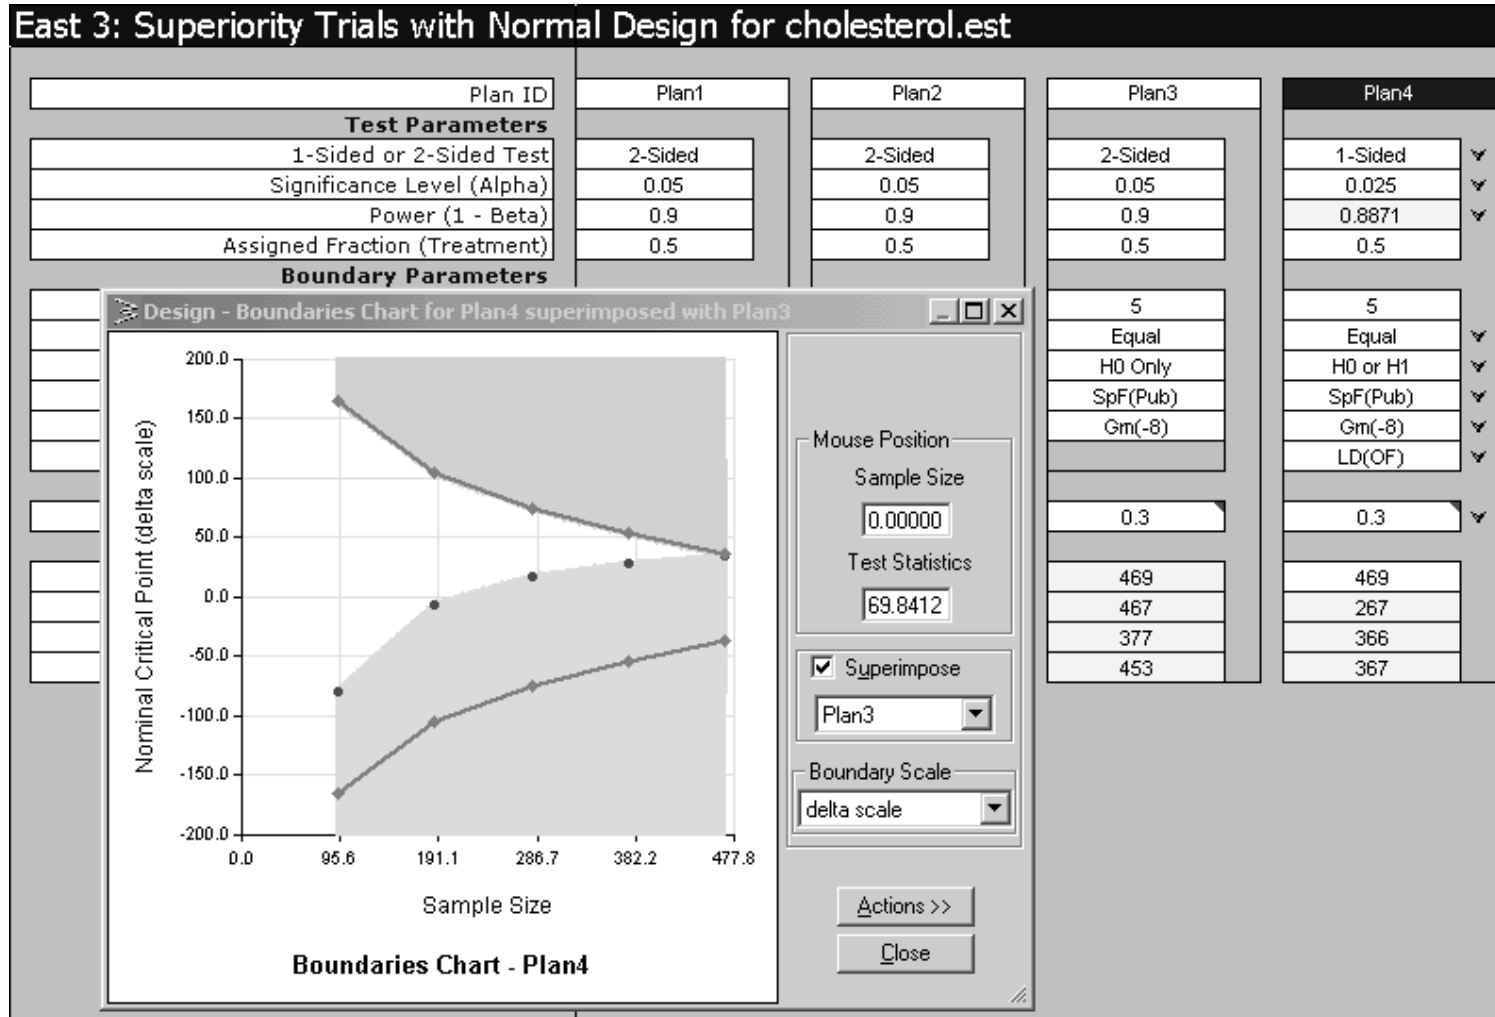 East 3: Superiority Trials with Normal Design for cholesterol.est
Plan ID Plan1 Plan2 Plan3 Plan4
Test Parameters
1-Sided or 2-Sided Test 2-Sided 2-Sided 2-Sided 1-Sided
Significance Level (Alpha) 0.05 0.05 0.05 0.025
Power (1 - Beta) 0.9 0.9 0.9 0.8871
Assigned Fraction (Treatment) 0.5 0.5 0.5 0.5
Boundary Parameters
5 5
Equal Equal
H0 Only H0 or H1
SpF(Pub) SpF(Pub)
Gm(-8) Gm(-8)
LD(OF)
0.3 0.3
469 469
467 267
377 366
453 367
Design - Boundaries Chart for Plan4 superimposed with Plan3
Nominal Critical Point (delta scale)
200.0
150.0
100.0
50.0
0.0
-50.0
-100.0
-150.0
-200.0
0.0 95.6 191.1 286.7 382.2 477.8
Sample Size
Boundaries Chart - Plan4
Mouse Position
Sample Size
0.00000
Test Statistics
69.8412
Superimpose
Plan3
Boundary Scale
delta scale
Actions >>
Close